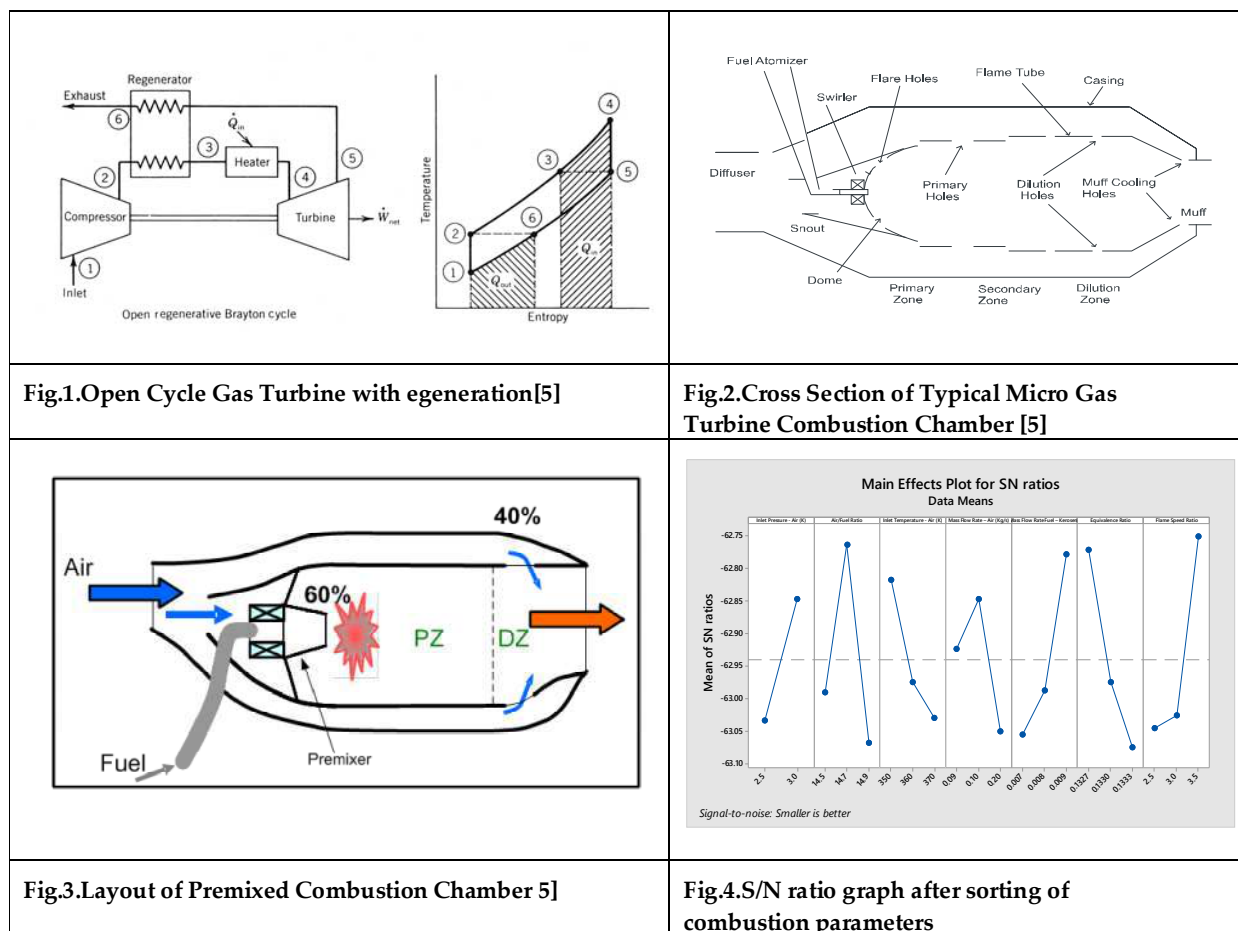 Regenerator
Exhaust
6
Q̇in
3
Heater
5
2
4
Compressor
Turbine
Ẇnet
1
Inlet
Open regenerative Brayton cycle
Temperature
4
3
5
2
6
1
Qout
Qin
Entropy
Fuel Atomizer
Flare Holes
Flame Tube
Casing
Swirler
Diffuser
Primary
Holes
Dilution
Holes
Muff Cooling
Holes
Snout
Muff
Dome
Primary
Zone
Secondary
Zone
Dilution
Zone
Fig.1.Open Cycle Gas Turbine with egeneration[5]
Fig.2.Cross Section of Typical Micro Gas
Turbine Combustion Chamber [5]
40%
Air
60%
PZ
DZ
Fuel
Premixer
Main Effects Plot for SN ratios
Data Means
Inlet Pressure - Air (K)
Air/Fuel Ratio
Inlet Temperature - Air (K)
Mass Flow Rate - Air (Kg/s)
Mass Flow RateFuel - Kerosen
Equivalence Ratio
Flame Speed Ratio
Mean of SN ratios
-62.75
-62.80
-62.85
-62.90
-62.95
-63.00
-63.05
-63.10
2.5 3.0 14.5 14.7 14.9 350 360 370 0.09 0.10 0.20 0.007 0.008 0.009 0.1327 0.1330 0.1333 2.5 3.0 3.5
Signal-to-noise: Smaller is better
Fig.3.Layout of Premixed Combustion Chamber 5]
Fig.4.S/N ratio graph after sorting of
combustion parameters